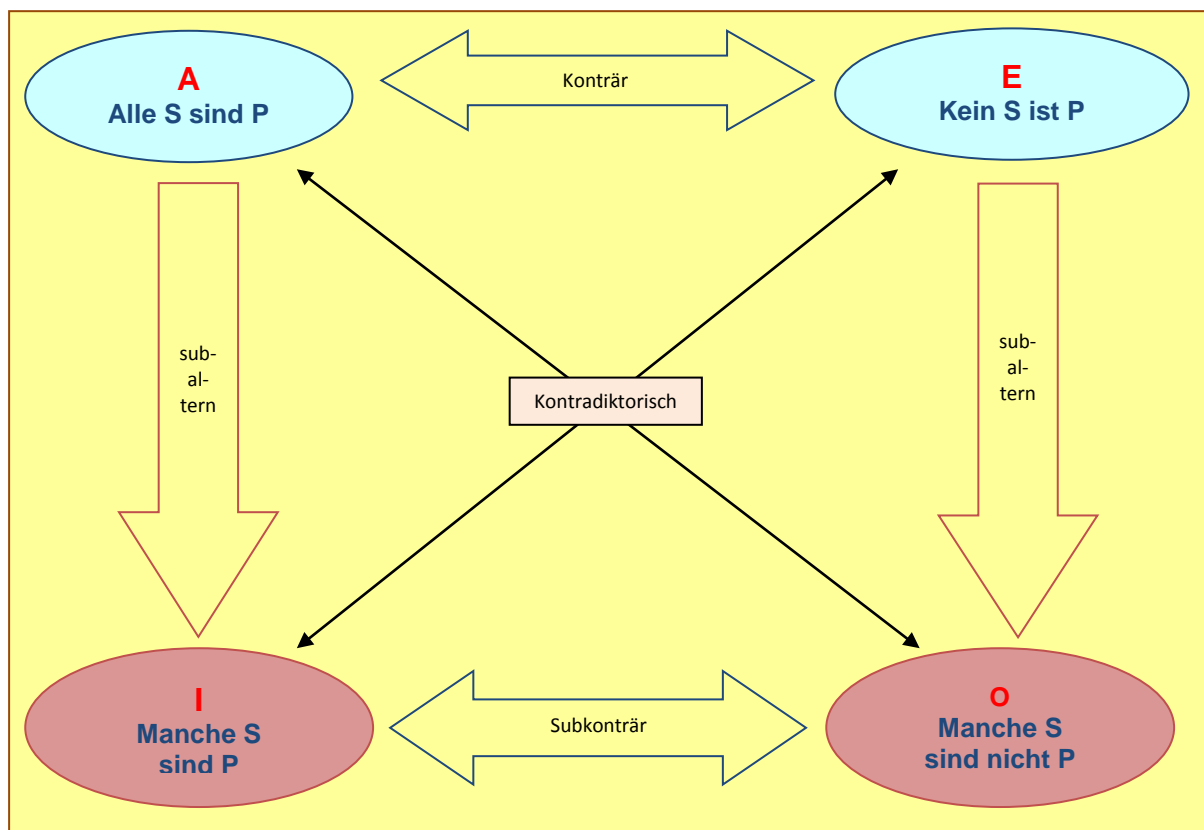 A
Alle S sind P
Konträr
E
Kein S ist P
sub-
al-
tern
sub-
al-
tern
Kontradiktorisch
I
Manche S
sind P
Subkonträr
O
Manche S
sind nicht P